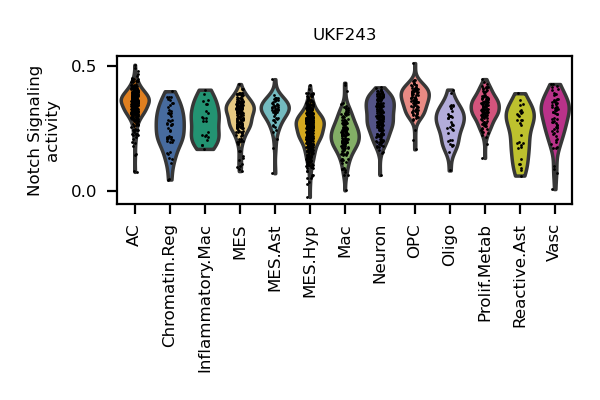 UKF243
Notch Signaling
activity
0.5
0.0
AC
Chromatin.Reg
Inflammatory.Mac
MES
MES.Ast
MES.Hyp
Mac
Neuron
OPC
Oligo
Prolif.Metab
Reactive.Ast
Vasc